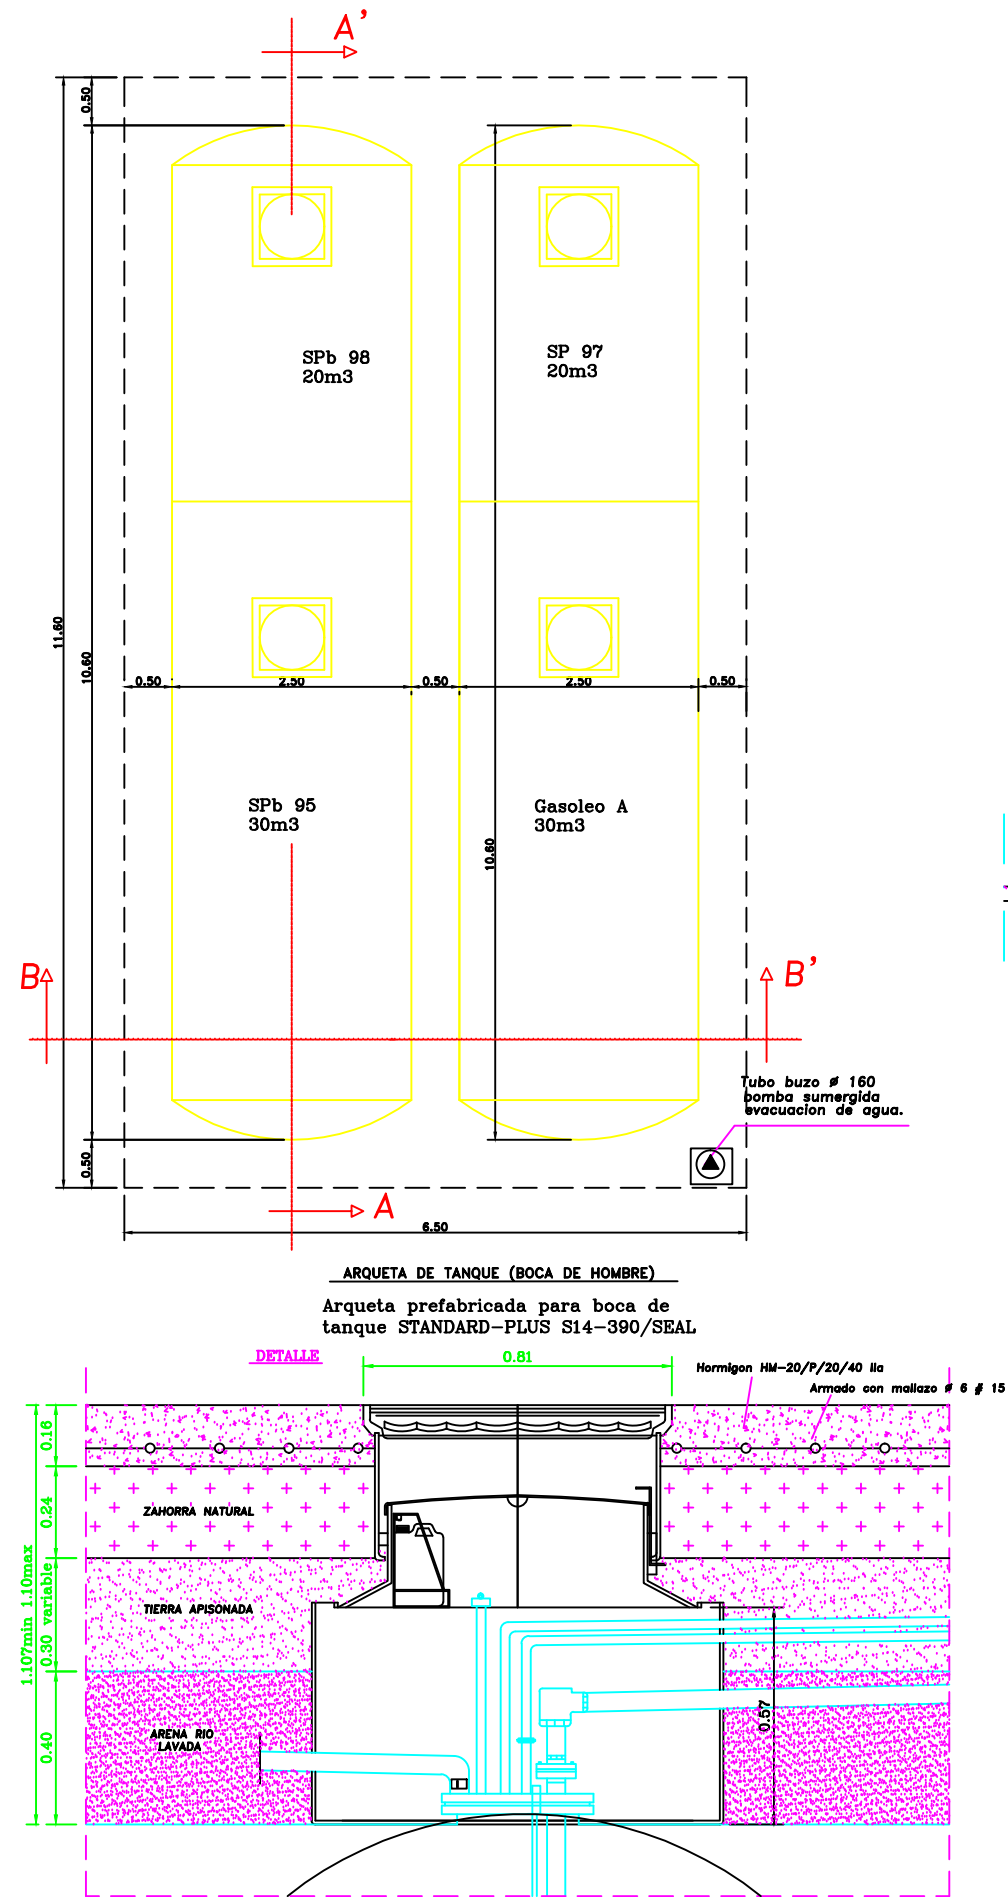 A'
0.50
SPb 98
20m3
SP 97
20m3
11.60
10.60
0.50
2.50
0.50
2.50
0.50
SPb 95
30m3
Gasoleo A
30m3
10.60
B
B'
Tubo buzo ø 160
bomba sumergida
evacuacion de agua.
0.50
A
6.50
ARQUETA DE TANQUE (BOCA DE HOMBRE)
Arqueta prefabricada para boca de
tanque STANDARD-PLUS S14-390/SEAL
DETALLE
0.81
Hormigon HM-20/P/20/40 IIa
Armado con mallazo ø 6 # 15
0.16
0.24
ZAHORRA NATURAL
1.107min 1.10max
0.30 variable
TIERRA APISONADA
0.40
ARENA RIO
LAVADA
0.57